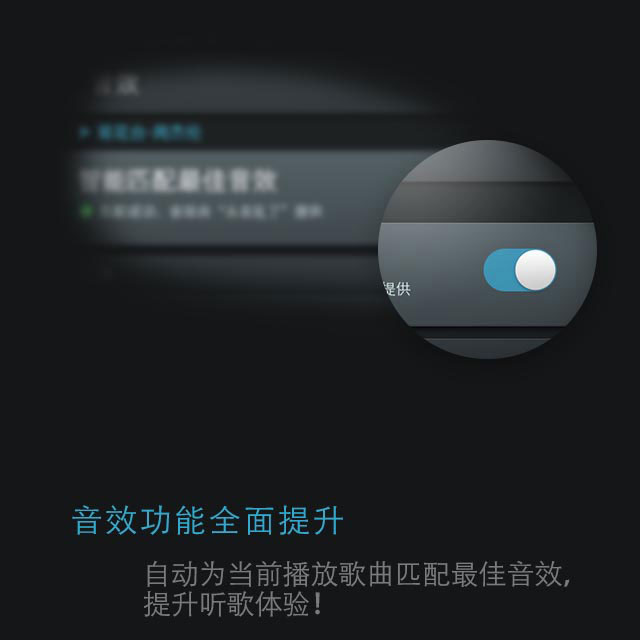 音效
智能匹配最佳音效
提供
音效功能全面提升
自动为当前播放歌曲匹配最佳音效,
提升听歌体验!